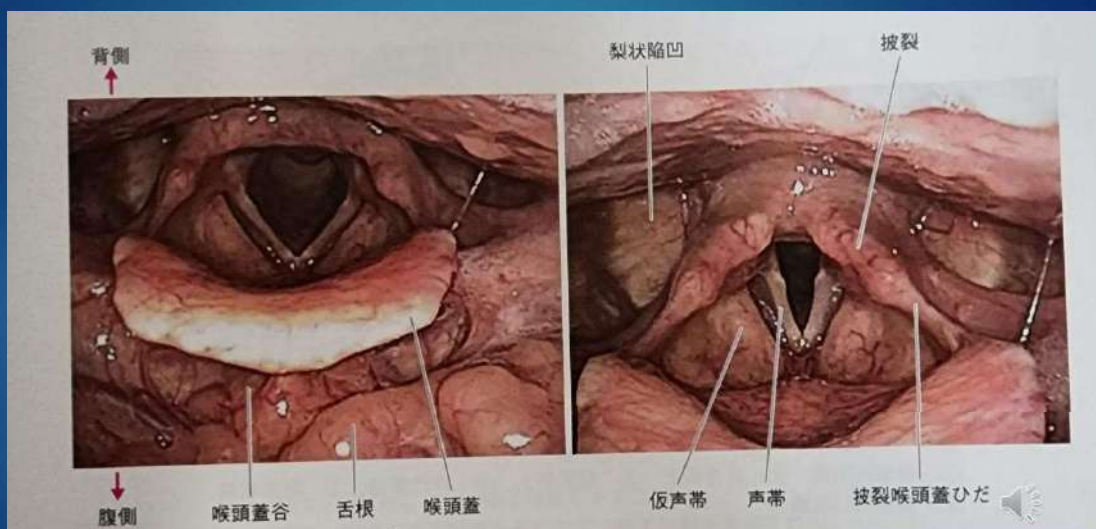 背側
梨状陥凹
披裂
腹側
喉頭蓋谷
舌根
喉頭蓋
仮声帯
声帯
披裂喉頭蓋ひだ